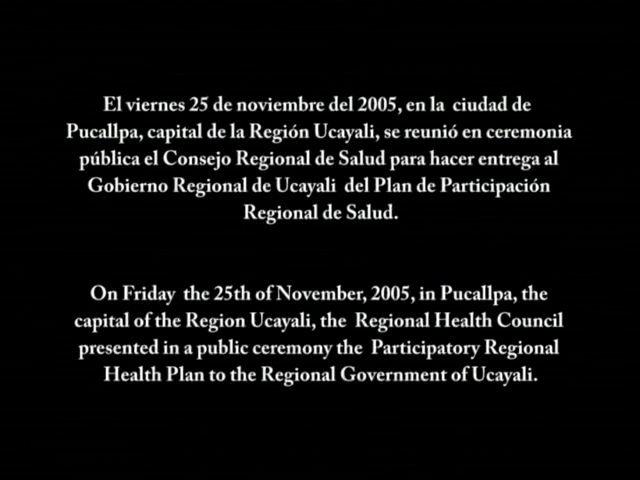 El viernes 25 de noviembre del 2005, en la ciudad de
Pucallpa, capital de la Región Ucayali, se reunió en ceremonia
pública el Consejo Regional de Salud para hacer entrega al
Gobierno Regional de Ucayali del Plan de Participación
Regional de Salud.
On Friday the 25th of November, 2005, in Pucallpa, the
capital of the Region Ucayali, the Regional Health Council
presented in a public ceremony the Participatory Regional
Health Plan to the Regional Government of Ucayali.